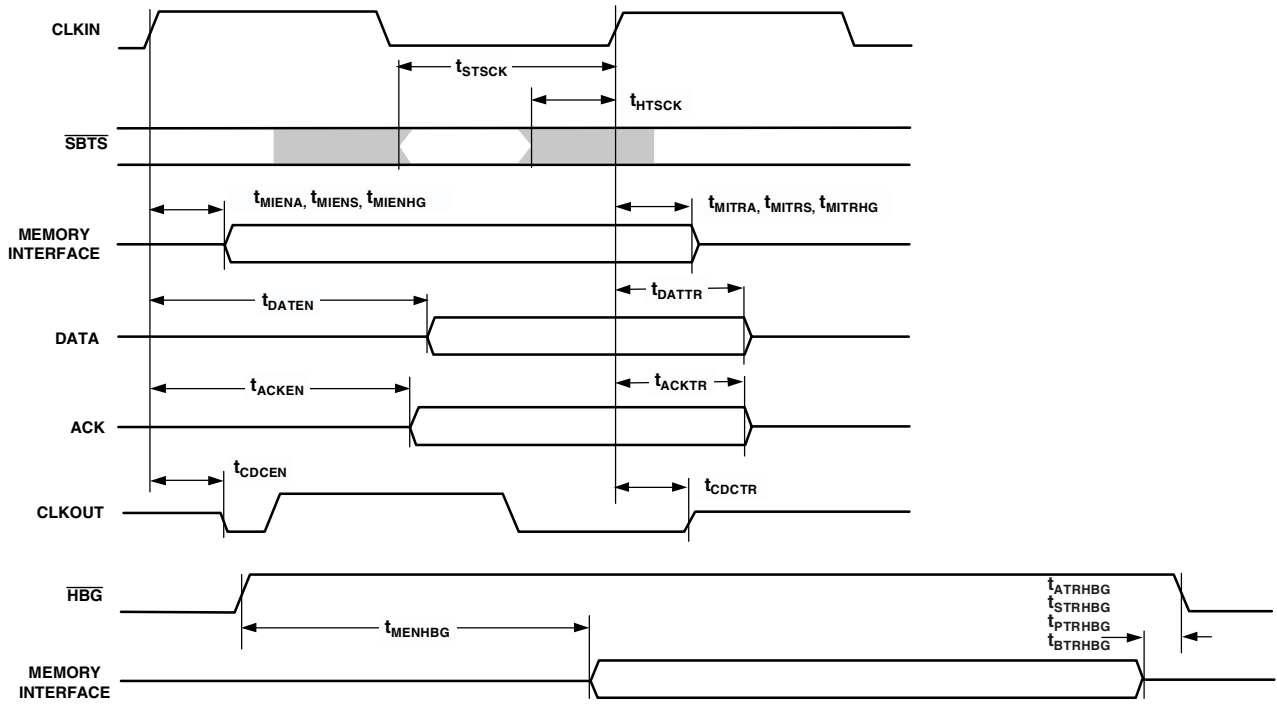 CLKIN
tSTSCK
tHTSCK
SBTS
tMIENA, tMIENS, tMIENHG
tMITRA, tMITRS, tMITRHG
MEMORY
INTERFACE
tDATEN
tDATTR
DATA
tACKEN
tACKTR
ACK
tCDCEN
tCDCTR
CLKOUT
HBG
tMENHBG
tATRHBG
tSTRHBG
tPTRHBG
tBTRHBG
MEMORY
INTERFACE